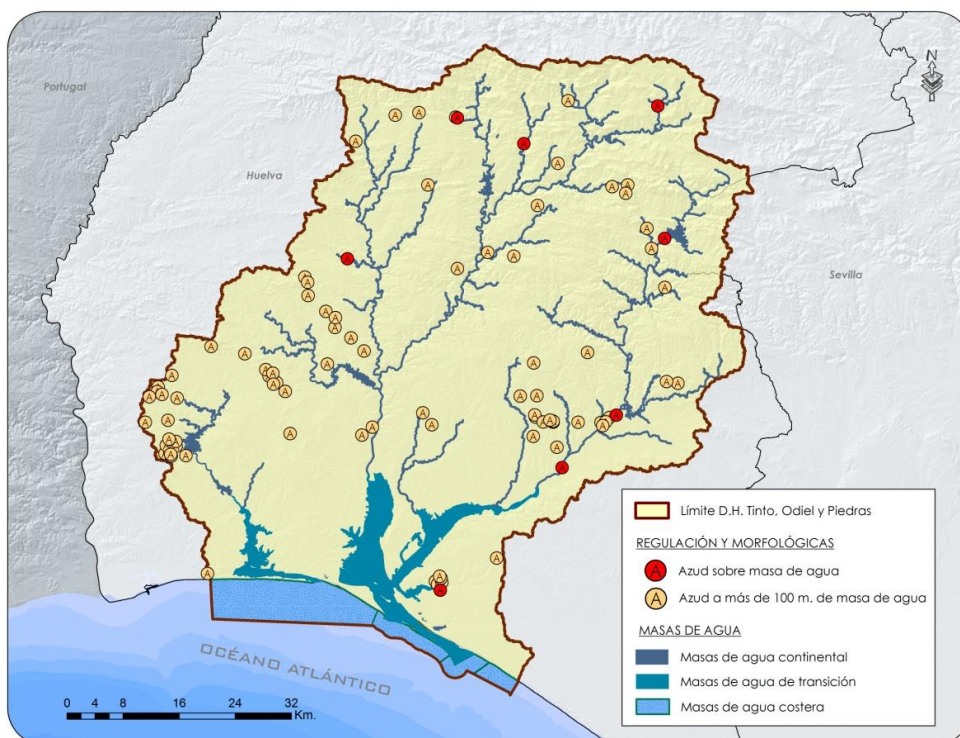 N
Portugal
Huelva
Sevilla
OCÉANO ATLÁNTICO
0 4 8 16 24 32
Km.
Límite D.H. Tinto, Odiel y Piedras
REGULACIÓN Y MORFOLÓGICAS
A Azud sobre masa de agua
A Azud a más de 100 m. de masa de agua
MASAS DE AGUA
Masas de agua continental
Masas de agua de transición
Masas de agua costera